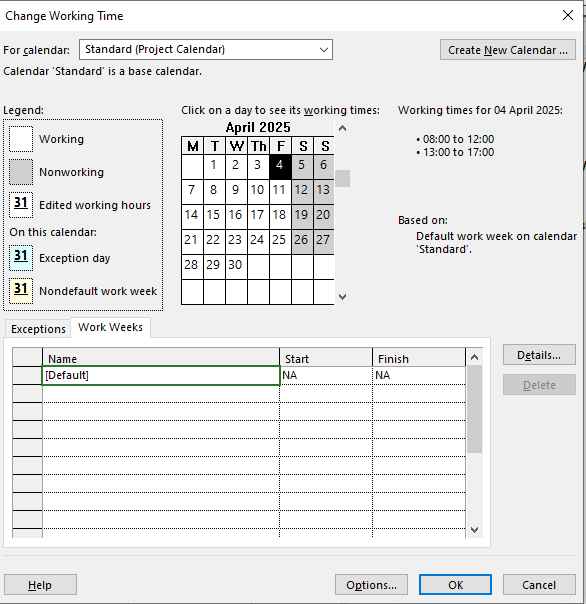 Change Working Time
For calendar: Standard (Project Calendar)
Create New Calendar ...
Calendar 'Standard' is a base calendar.
Legend:
Working
Nonworking
31 Edited working hours
On this calendar:
31 Exception day
31 Nondefault work week
Click on a day to see its working times:
April 2025
M T W Th F S S
1 2 3 4 5 6
7 8 9 10 11 12 13
14 15 16 17 18 19 20
21 22 23 24 25 26 27
28 29 30
Working times for 04 April 2025:
• 08:00 to 12:00
• 13:00 to 17:00
Based on:
Default work week on calendar
'Standard'.
Exceptions Work Weeks
Name Start Finish
[Default] NA NA
Details...
Delete
Help Options... OK Cancel